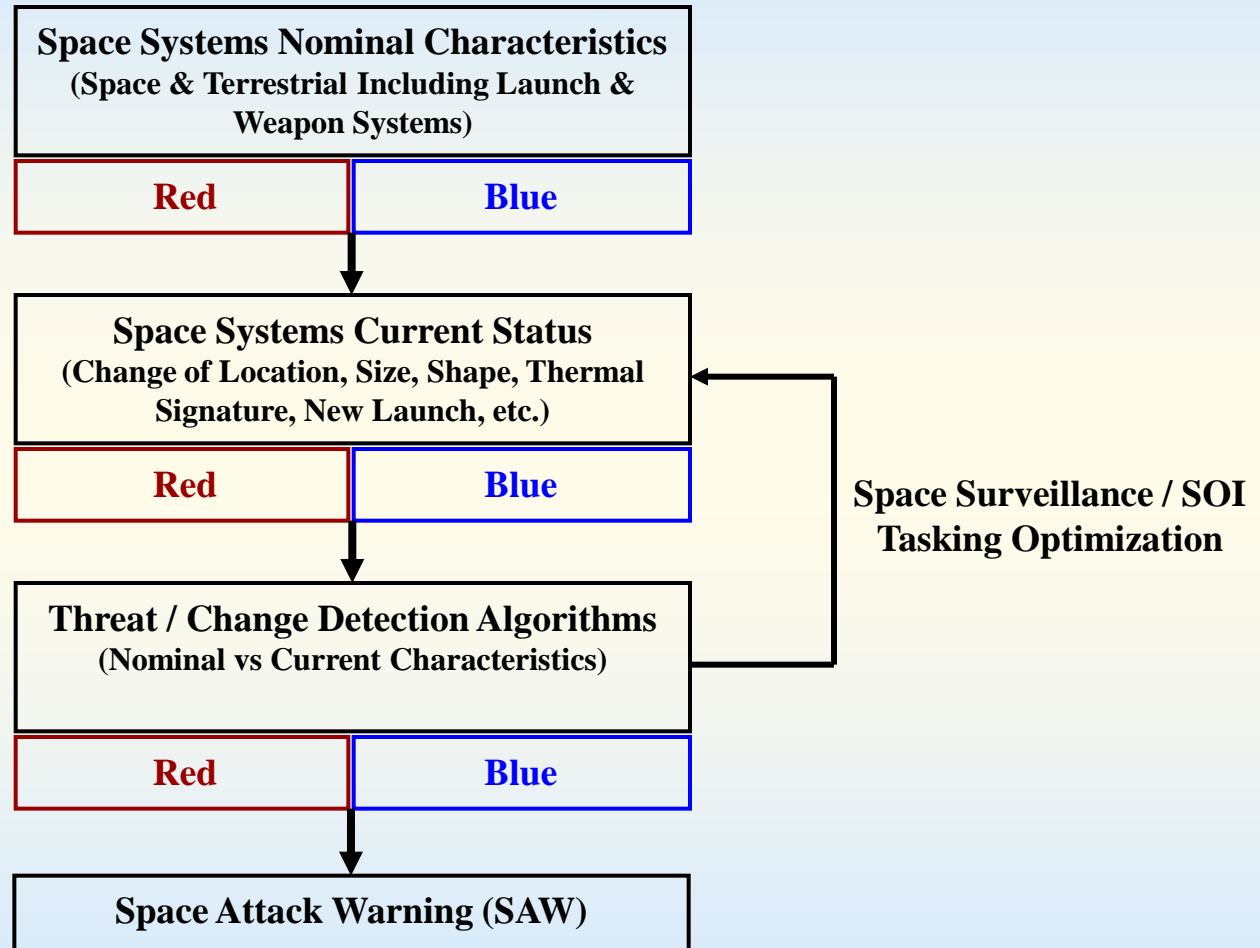 Space Systems Nominal Characteristics
(Space & Terrestrial Including Launch &
Weapon Systems)
Red
Blue
Space Systems Current Status
(Change of Location, Size, Shape, Thermal
Signature, New Launch, etc.)
Red
Blue
Space Surveillance / SOI
Tasking Optimization
Threat / Change Detection Algorithms
(Nominal vs Current Characteristics)
Red
Blue
Space Attack Warning (SAW)